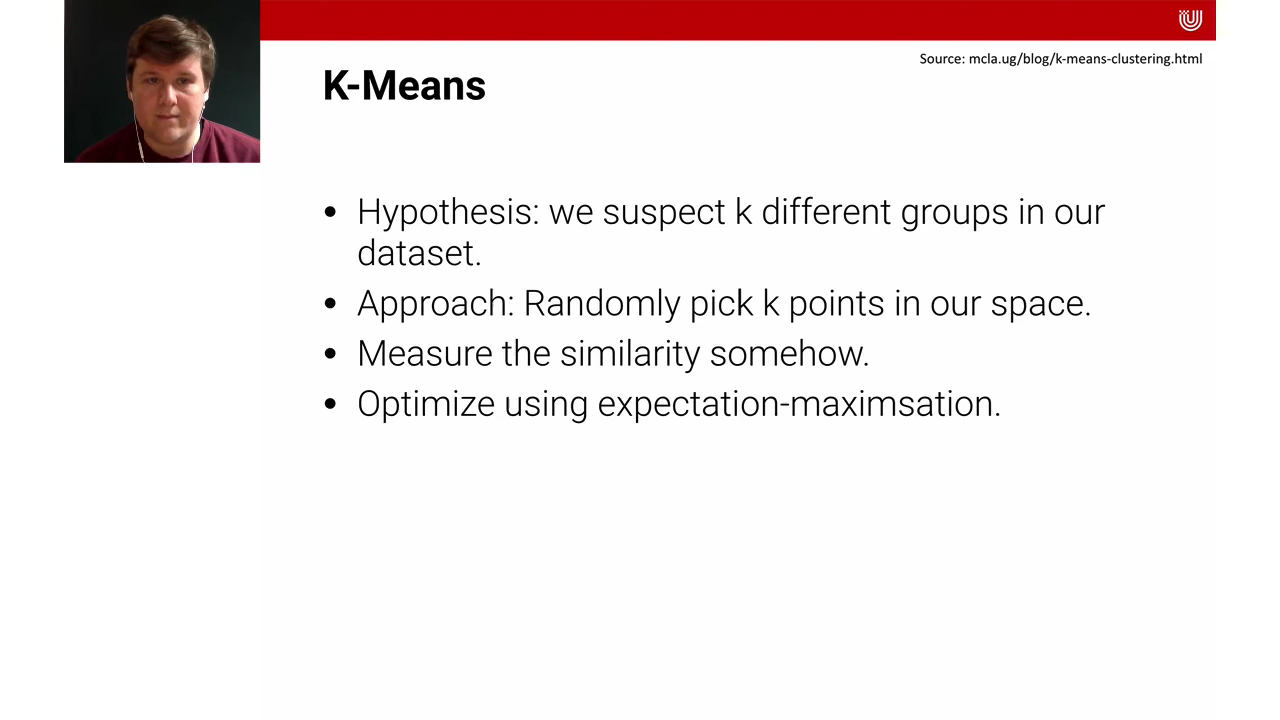 Source: mcla.ug/blog/k-means-clustering.html
K-Means
• Hypothesis: we suspect k different groups in our
dataset.
• Approach: Randomly pick k points in our space.
• Measure the similarity somehow.
• Optimize using expectation-maximsation.